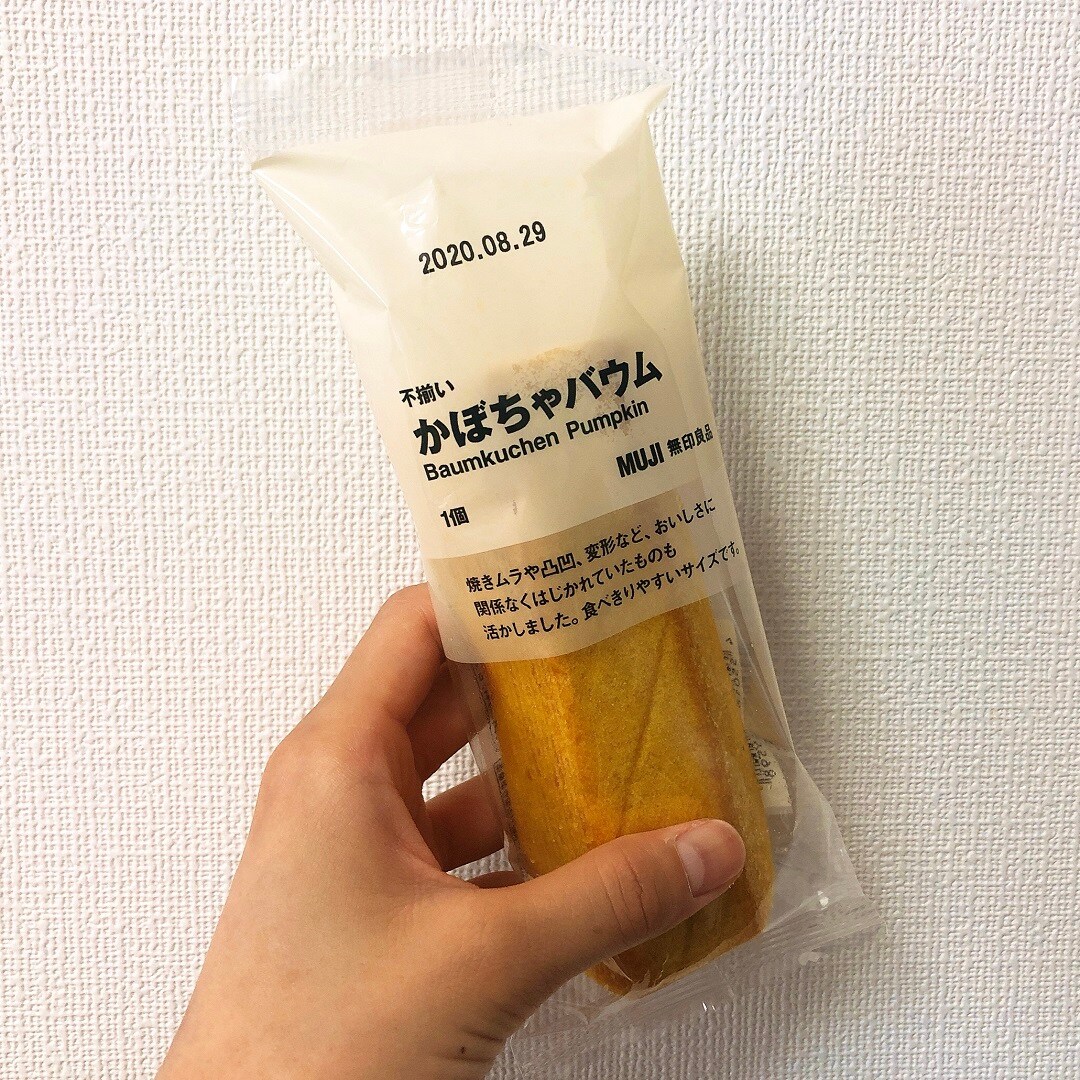 2020.08.29
不揃い
かぼちゃバウム
Baumkuchen Pumpkin
MUJI 無印良品
1個
焼きムラや凸凹、変形など、おいしさに
関係なくはじかれていたものも
活かしました。食べきりやすいサイズです。